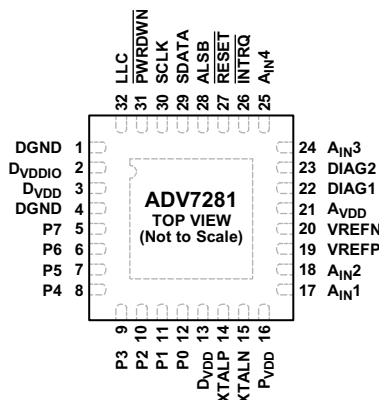 LLC 32
PWRDWN 31
SCLK 30
SDATA 29
ALSB 28
RESET 27
INTRQ 26
AIN4 25
DGND 1
DVDDIO 2
DVDD 3
DGND 4
P7 5
P6 6
P5 7
P4 8
ADV7281
TOP VIEW
(Not to Scale)
24 AIN3
23 DIAG2
22 DIAG1
21 AVDD
20 VREFN
19 VREFP
18 AIN2
17 AIN1
P3 9
P2 10
P1 11
P0 12
DVDD 13
XTALP 14
XTALN 15
PVDD 16